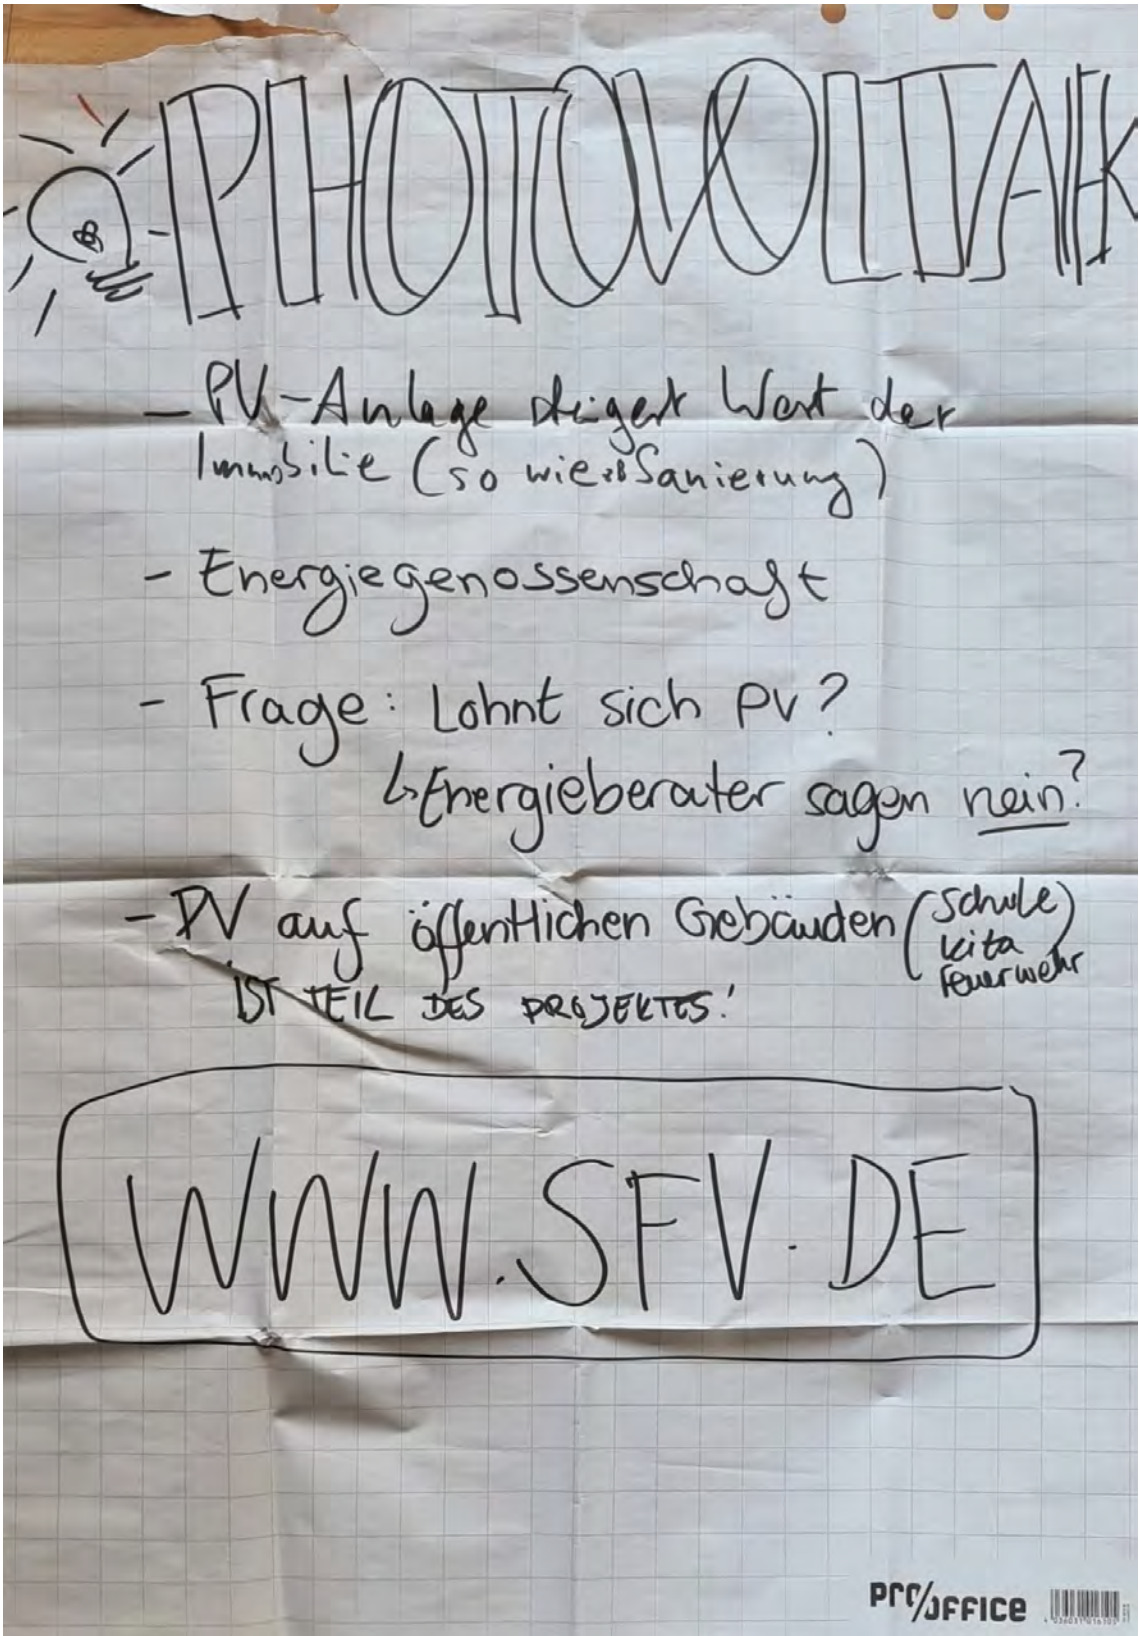 PHOTOVOLTAIK
- PV-Anlage steigert Wert der
Immobilie (so wie Sanierung)
- Energiegenossenschaft
- Frage: Lohnt sich PV?
↳ Energieberater sagen nein?
- PV auf öffentlichen Gebäuden (Schule
Kita
Feuerwehr)
IST TEIL DES PROJEKTES!
WWW.SFV.DE
Pro/office